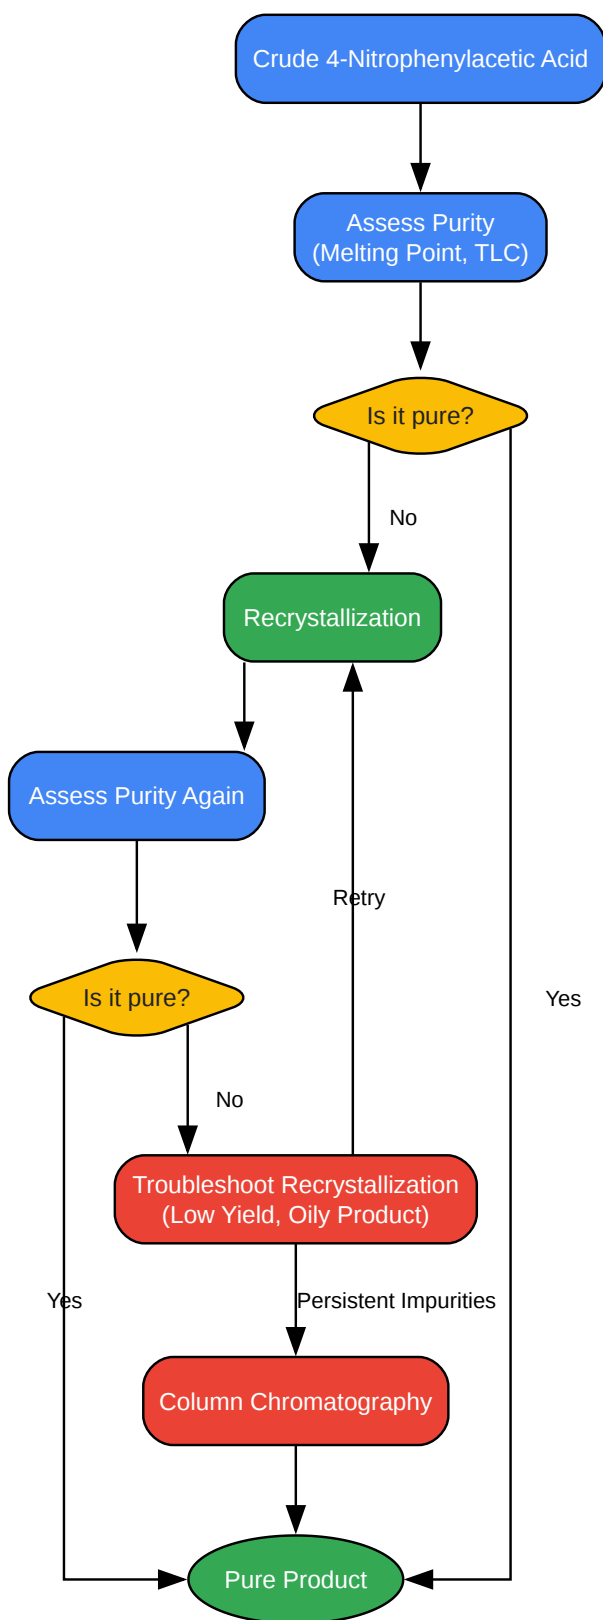 Crude 4-Nitrophenylacetic Acid
Assess Purity
(Melting Point, TLC)
Is it pure?
No
Recrystallization
Assess Purity Again
Retry
Is it pure?
Yes
No
Troubleshoot Recrystallization
(Low Yield, Oily Product)
Yes
Persistent Impurities
Column Chromatography
Pure Product